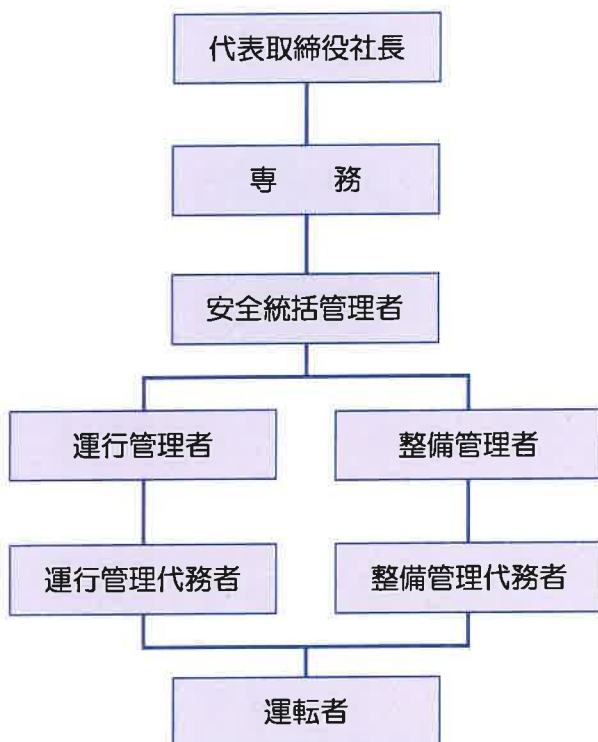 代表取締役社長
専　務
安全統括管理者
運行管理者
整備管理者
運行管理代務者
整備管理代務者
運転者